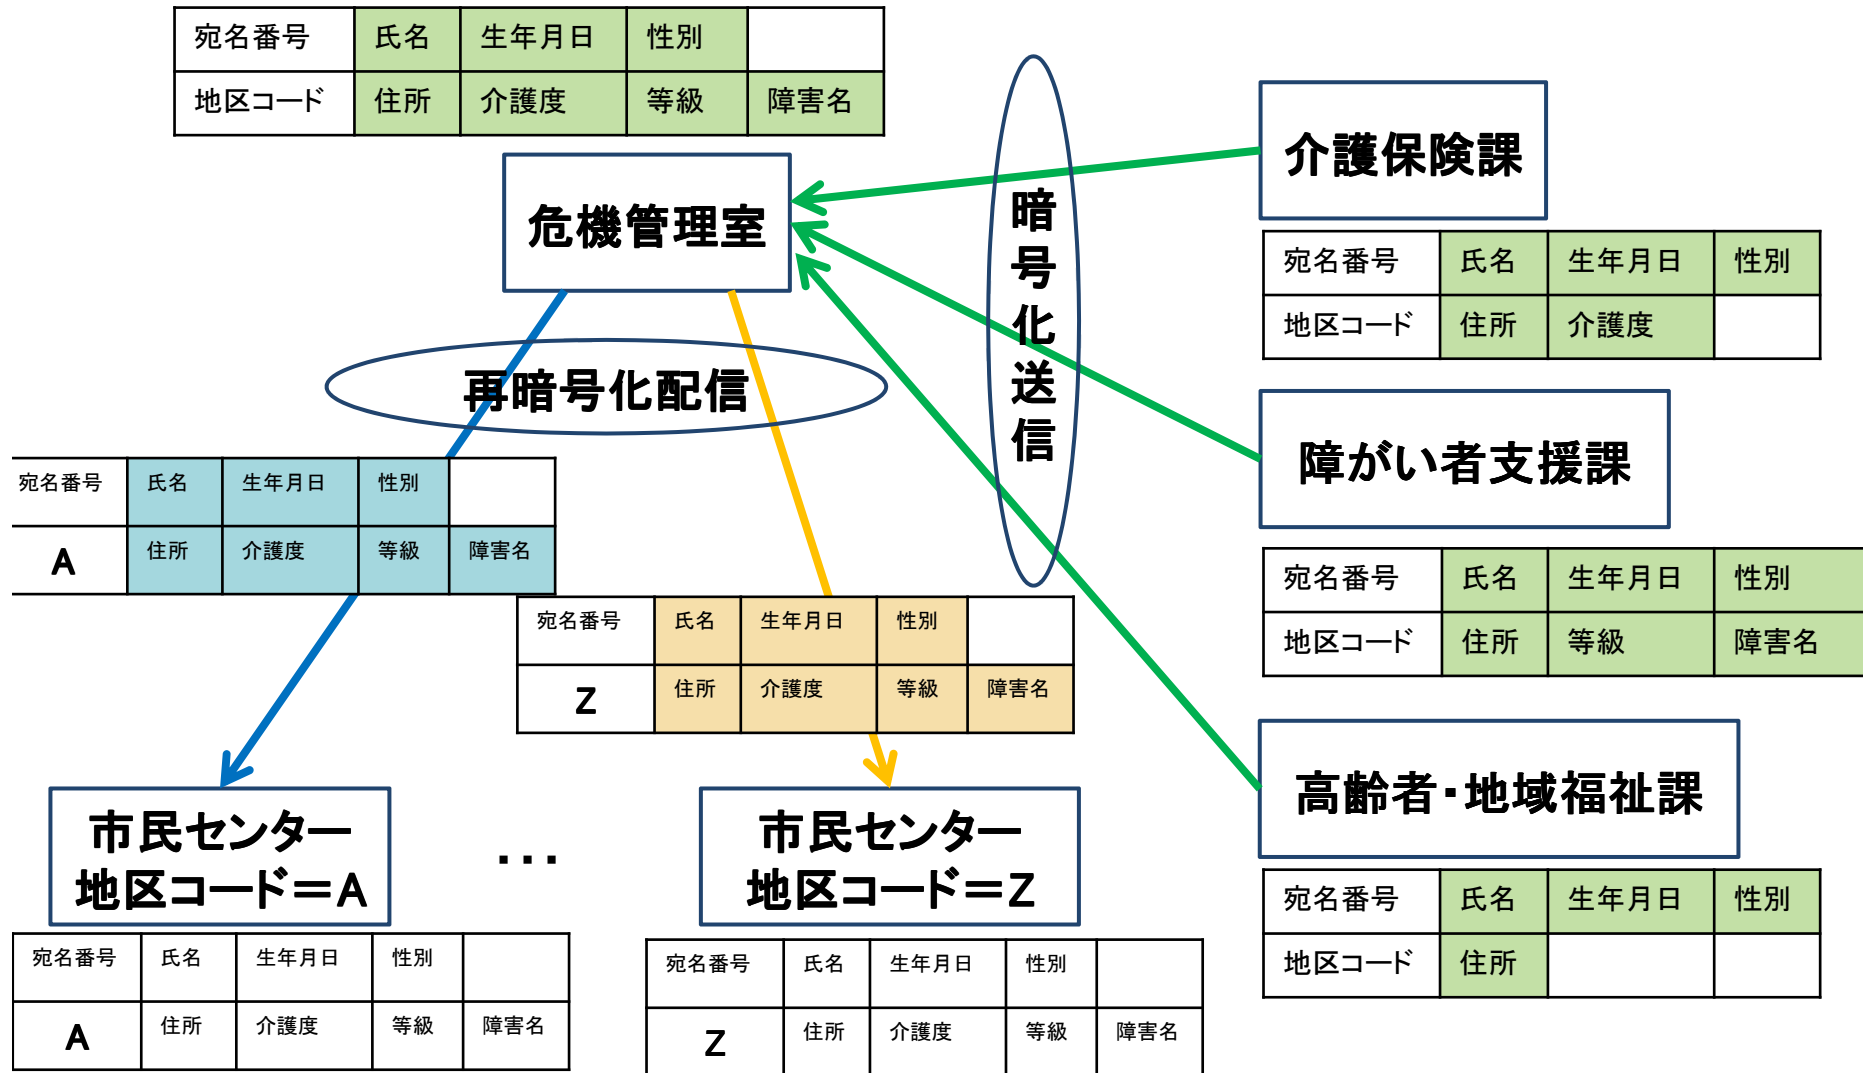 宛名番号 氏名 生年月日 性別
地区コード 住所 介護度 等級 障害名
危機管理室
暗号化送信
介護保険課
宛名番号 氏名 生年月日 性別
地区コード 住所 介護度
再暗号化配信
障がい者支援課
宛名番号 氏名 生年月日 性別
地区コード 住所 等級 障害名
宛名番号 氏名 生年月日 性別
A 住所 介護度 等級 障害名
宛名番号 氏名 生年月日 性別
Z 住所 介護度 等級 障害名
高齢者・地域福祉課
宛名番号 氏名 生年月日 性別
地区コード 住所
市民センター
地区コード＝A
・・・
市民センター
地区コード＝Z
宛名番号 氏名 生年月日 性別
A 住所 介護度 等級 障害名
宛名番号 氏名 生年月日 性別
Z 住所 介護度 等級 障害名